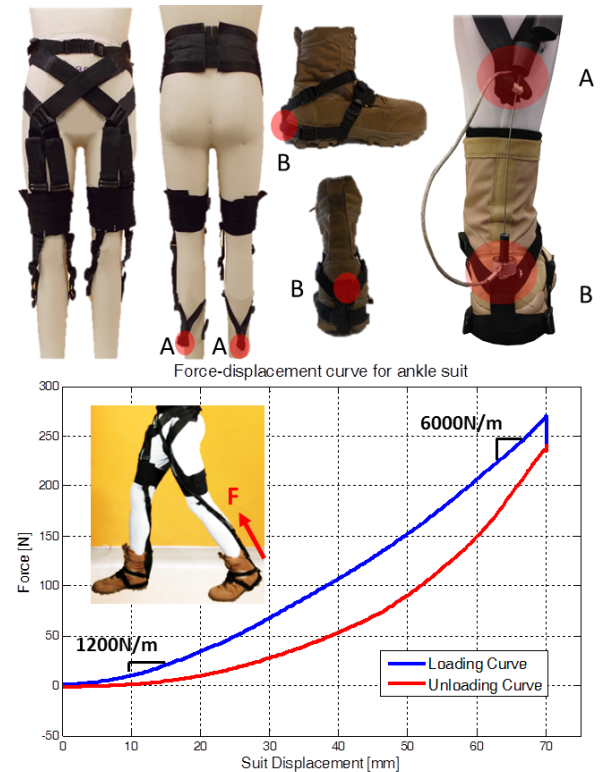 A
B
B
A
A
B
Force-displacement curve for ankle suit
300
250
200
150
100
50
0
-50
Force [N]
6000N/m
F
1200N/m
Loading Curve
Unloading Curve
0
10
20
30
40
50
60
70
Suit Displacement [mm]